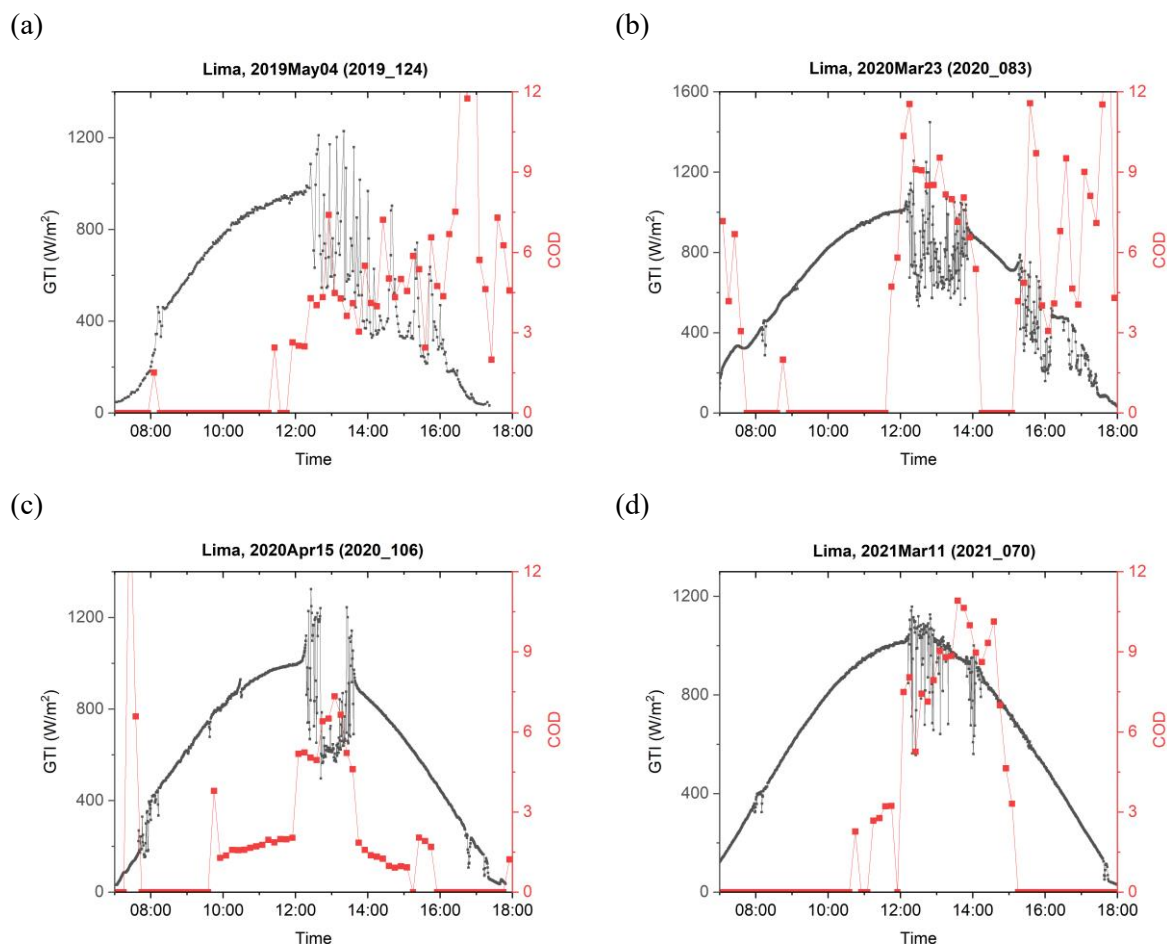 (a)
Lima, 2019May04 (2019_124)
GTI (W/m²)
1200
800
400
0
12
9
6
3
0
COD
08:00 10:00 12:00 14:00 16:00 18:00
Time
(b)
Lima, 2020Mar23 (2020_083)
GTI (W/m²)
1600
1200
800
400
0
12
9
6
3
0
COD
08:00 10:00 12:00 14:00 16:00 18:00
Time
(c)
Lima, 2020Apr15 (2020_106)
GTI (W/m²)
1200
800
400
0
12
9
6
3
0
COD
08:00 10:00 12:00 14:00 16:00 18:00
Time
(d)
Lima, 2021Mar11 (2021_070)
GTI (W/m²)
1200
800
400
0
12
9
6
3
0
COD
08:00 10:00 12:00 14:00 16:00 18:00
Time